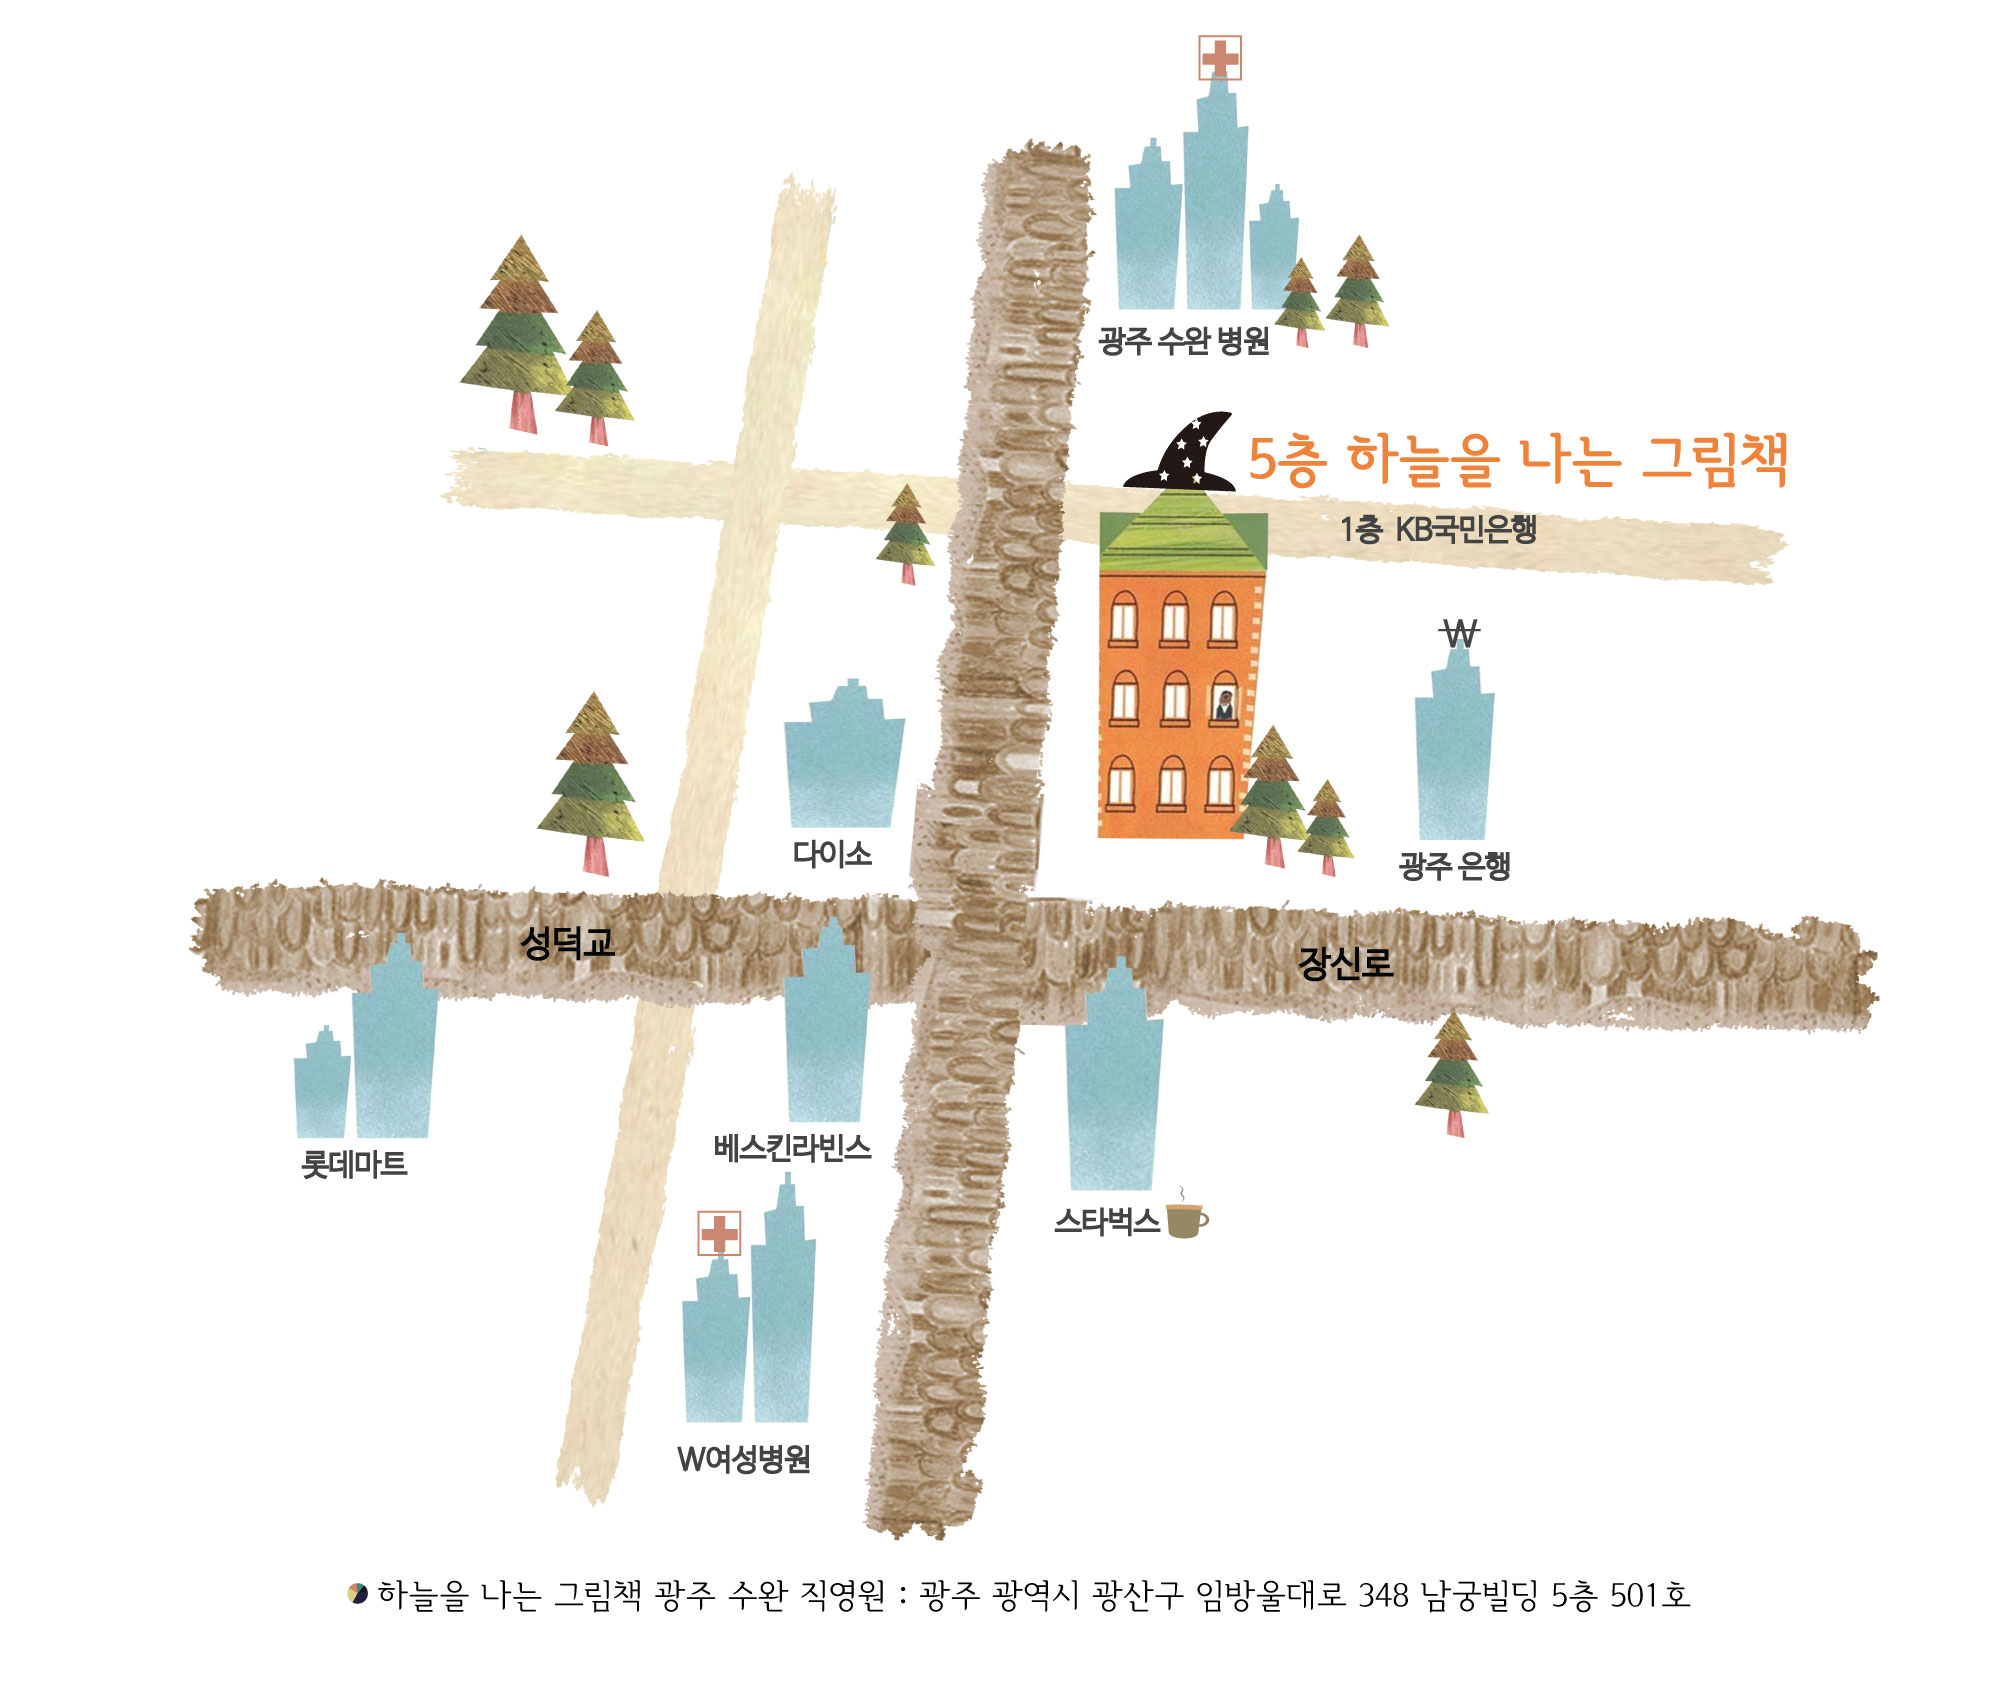 광주 수완 병원
5층 하늘을 나는 그림책
1층 KB국민은행
₩
다이소
광주 은행
성덕교
장신로
롯데마트
베스킨라빈스
스타벅스
W여성병원
하늘을 나는 그림책 광주 수완 직영원 : 광주 광역시 광산구 임방울대로 348 남궁빌딩 5층 501호